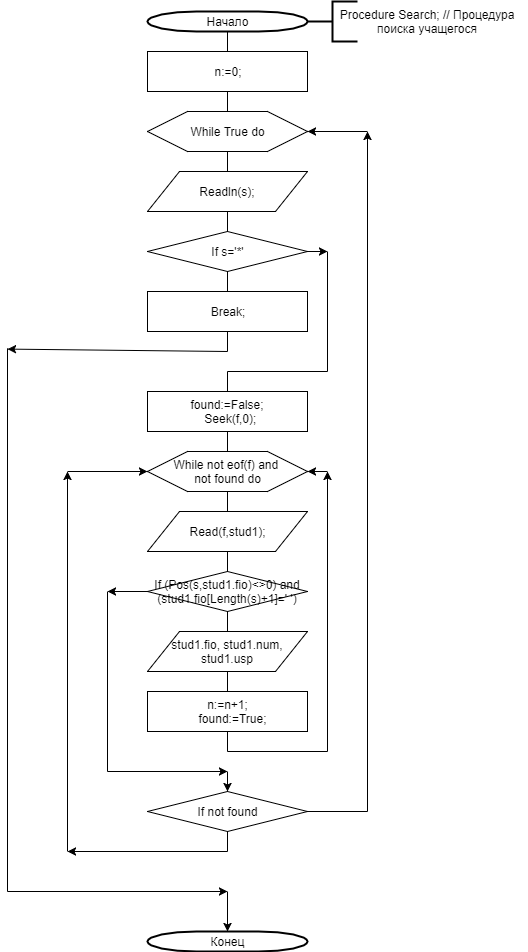 Начало
Procedure Search; // Процедура
поиска учащегося
n:=0;
While True do
Readln(s);
If s='*'
Break;
found:=False;
Seek(f,0);
While not eof(f) and
not found do
Read(f,stud1);
If (Pos(s,stud1.fio)<>0) and
(stud1.fio[Length(s)+1]=' ')
stud1.fio, stud1.num,
stud1.usp
n:=n+1;
found:=True;
If not found
Конец